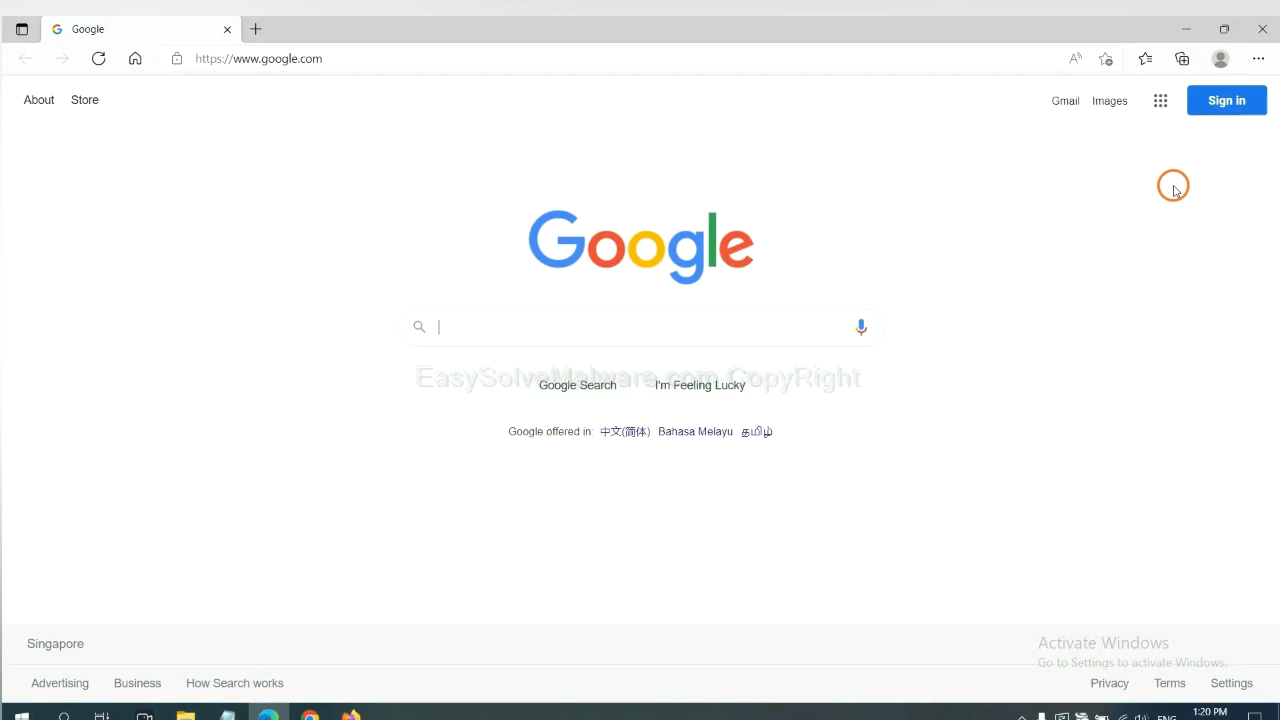 Google
https://www.google.com
About Store
Gmail Images Sign in
Google
EasySolveMalware.com CopyRight
Google Search I'm Feeling Lucky
Google offered in: 中文(简体) Bahasa Melayu தமிழ்
Singapore
Activate Windows
Go to Settings to activate Windows.
Advertising Business How Search works
Privacy Terms Settings
ENG
1:20 PM